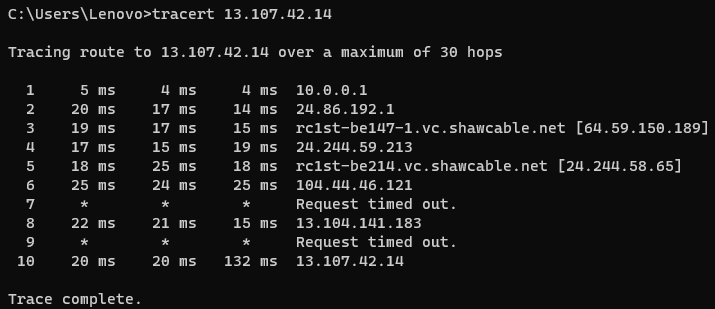 C:\Users\Lenovo>tracert 13.107.42.14
Tracing route to 13.107.42.14 over a maximum of 30 hops
1 5 ms 4 ms 4 ms 10.0.0.1
2 20 ms 17 ms 14 ms 24.86.192.1
3 19 ms 17 ms 15 ms rc1st-be147-1.vc.shawcable.net [64.59.150.189]
4 17 ms 15 ms 19 ms 24.244.59.213
5 18 ms 25 ms 18 ms rc1st-be214.vc.shawcable.net [24.244.58.65]
6 25 ms 24 ms 25 ms 104.44.46.121
7 * * * Request timed out.
8 22 ms 21 ms 15 ms 13.104.141.183
9 * * * Request timed out.
10 20 ms 20 ms 132 ms 13.107.42.14
Trace complete.